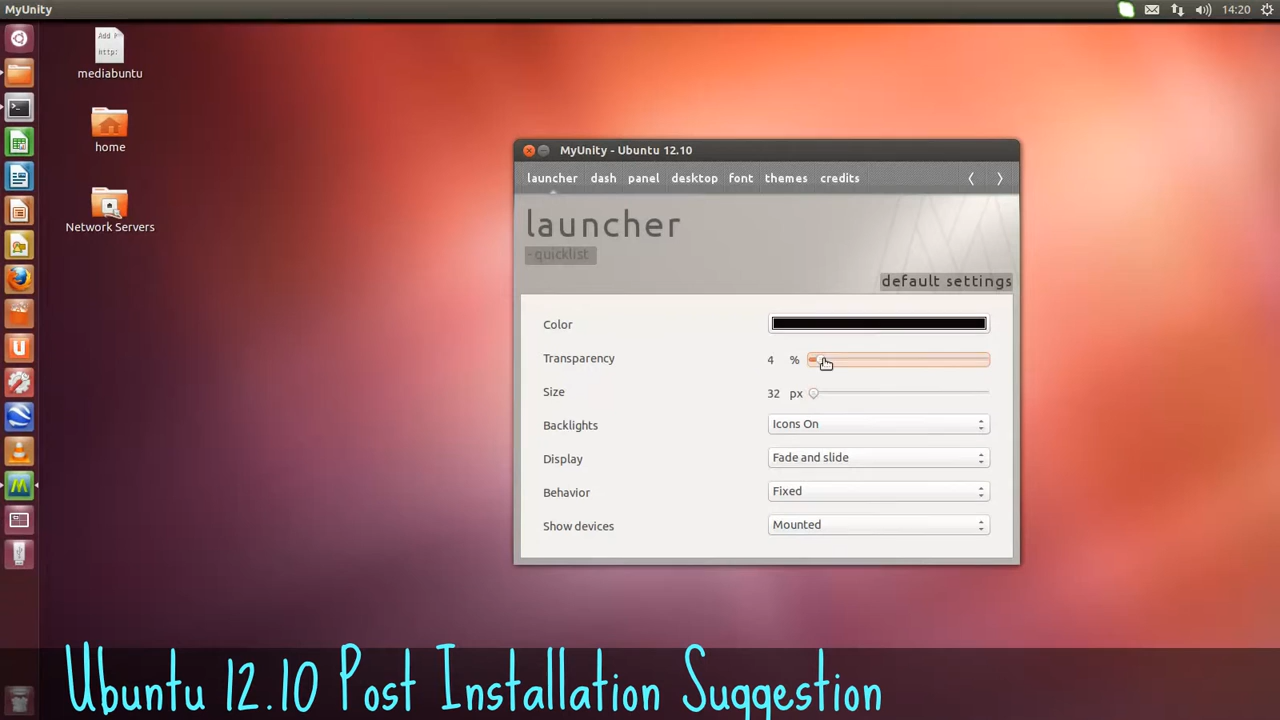 MyUnity
14:20
Add
http:
mediabuntu
home
Network Servers
MyUnity - Ubuntu 12.10
launcher dash panel desktop font themes credits
launcher
- quicklist
default settings
Color
Transparency 4 %
Size 32 px
Backlights Icons On
Display Fade and slide
Behavior Fixed
Show devices Mounted
Ubuntu 12.10 Post Installation Suggestion